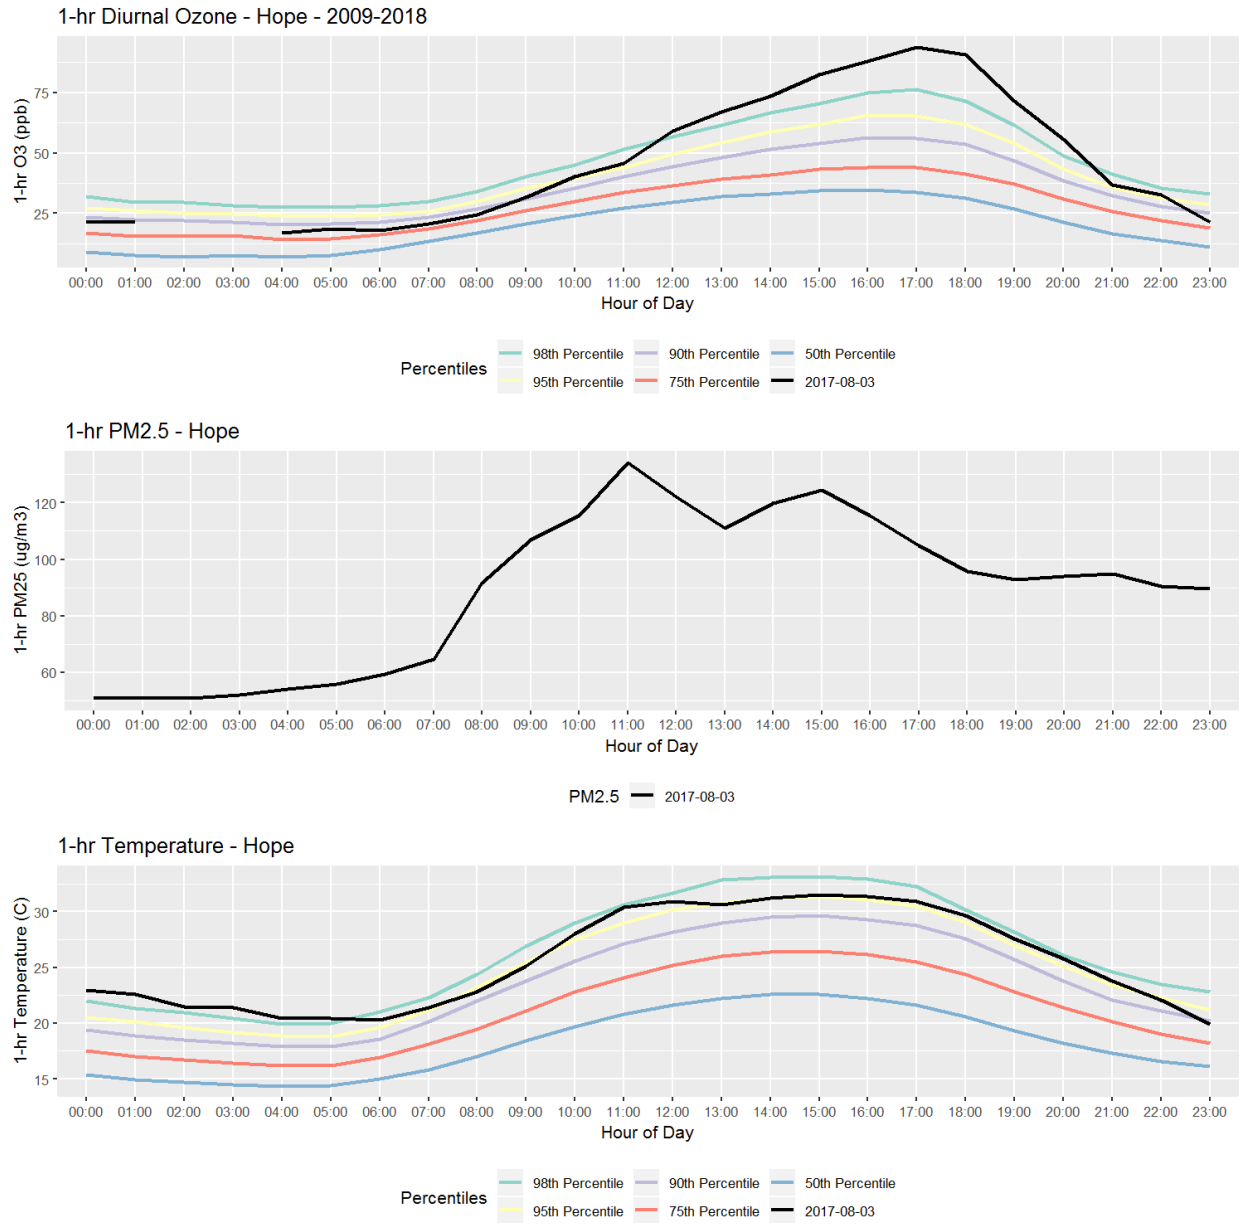 1-hr Diurnal Ozone - Hope - 2009-2018
1-hr O3 (ppb)
75
50
25
00:00 01:00 02:00 03:00 04:00 05:00 06:00 07:00 08:00 09:00 10:00 11:00 12:00 13:00 14:00 15:00 16:00 17:00 18:00 19:00 20:00 21:00 22:00 23:00
Hour of Day
Percentiles
98th Percentile 90th Percentile 50th Percentile
95th Percentile 75th Percentile 2017-08-03
1-hr PM2.5 - Hope
1-hr PM25 (ug/m3)
120
100
80
60
00:00 01:00 02:00 03:00 04:00 05:00 06:00 07:00 08:00 09:00 10:00 11:00 12:00 13:00 14:00 15:00 16:00 17:00 18:00 19:00 20:00 21:00 22:00 23:00
Hour of Day
PM2.5 2017-08-03
1-hr Temperature - Hope
1-hr Temperature (C)
30
25
20
15
00:00 01:00 02:00 03:00 04:00 05:00 06:00 07:00 08:00 09:00 10:00 11:00 12:00 13:00 14:00 15:00 16:00 17:00 18:00 19:00 20:00 21:00 22:00 23:00
Hour of Day
Percentiles
98th Percentile 90th Percentile 50th Percentile
95th Percentile 75th Percentile 2017-08-03